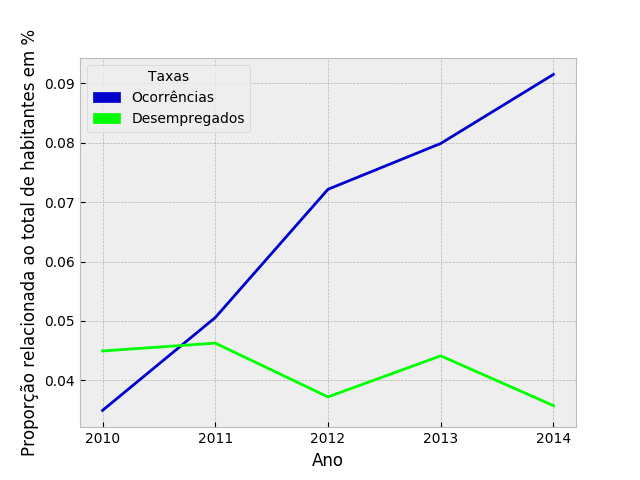 Proporção relacionada ao total de habitantes em %
Taxas
Ocorrências
Desempregados
0.09
0.08
0.07
0.06
0.05
0.04
2010
2011
2012
2013
2014
Ano